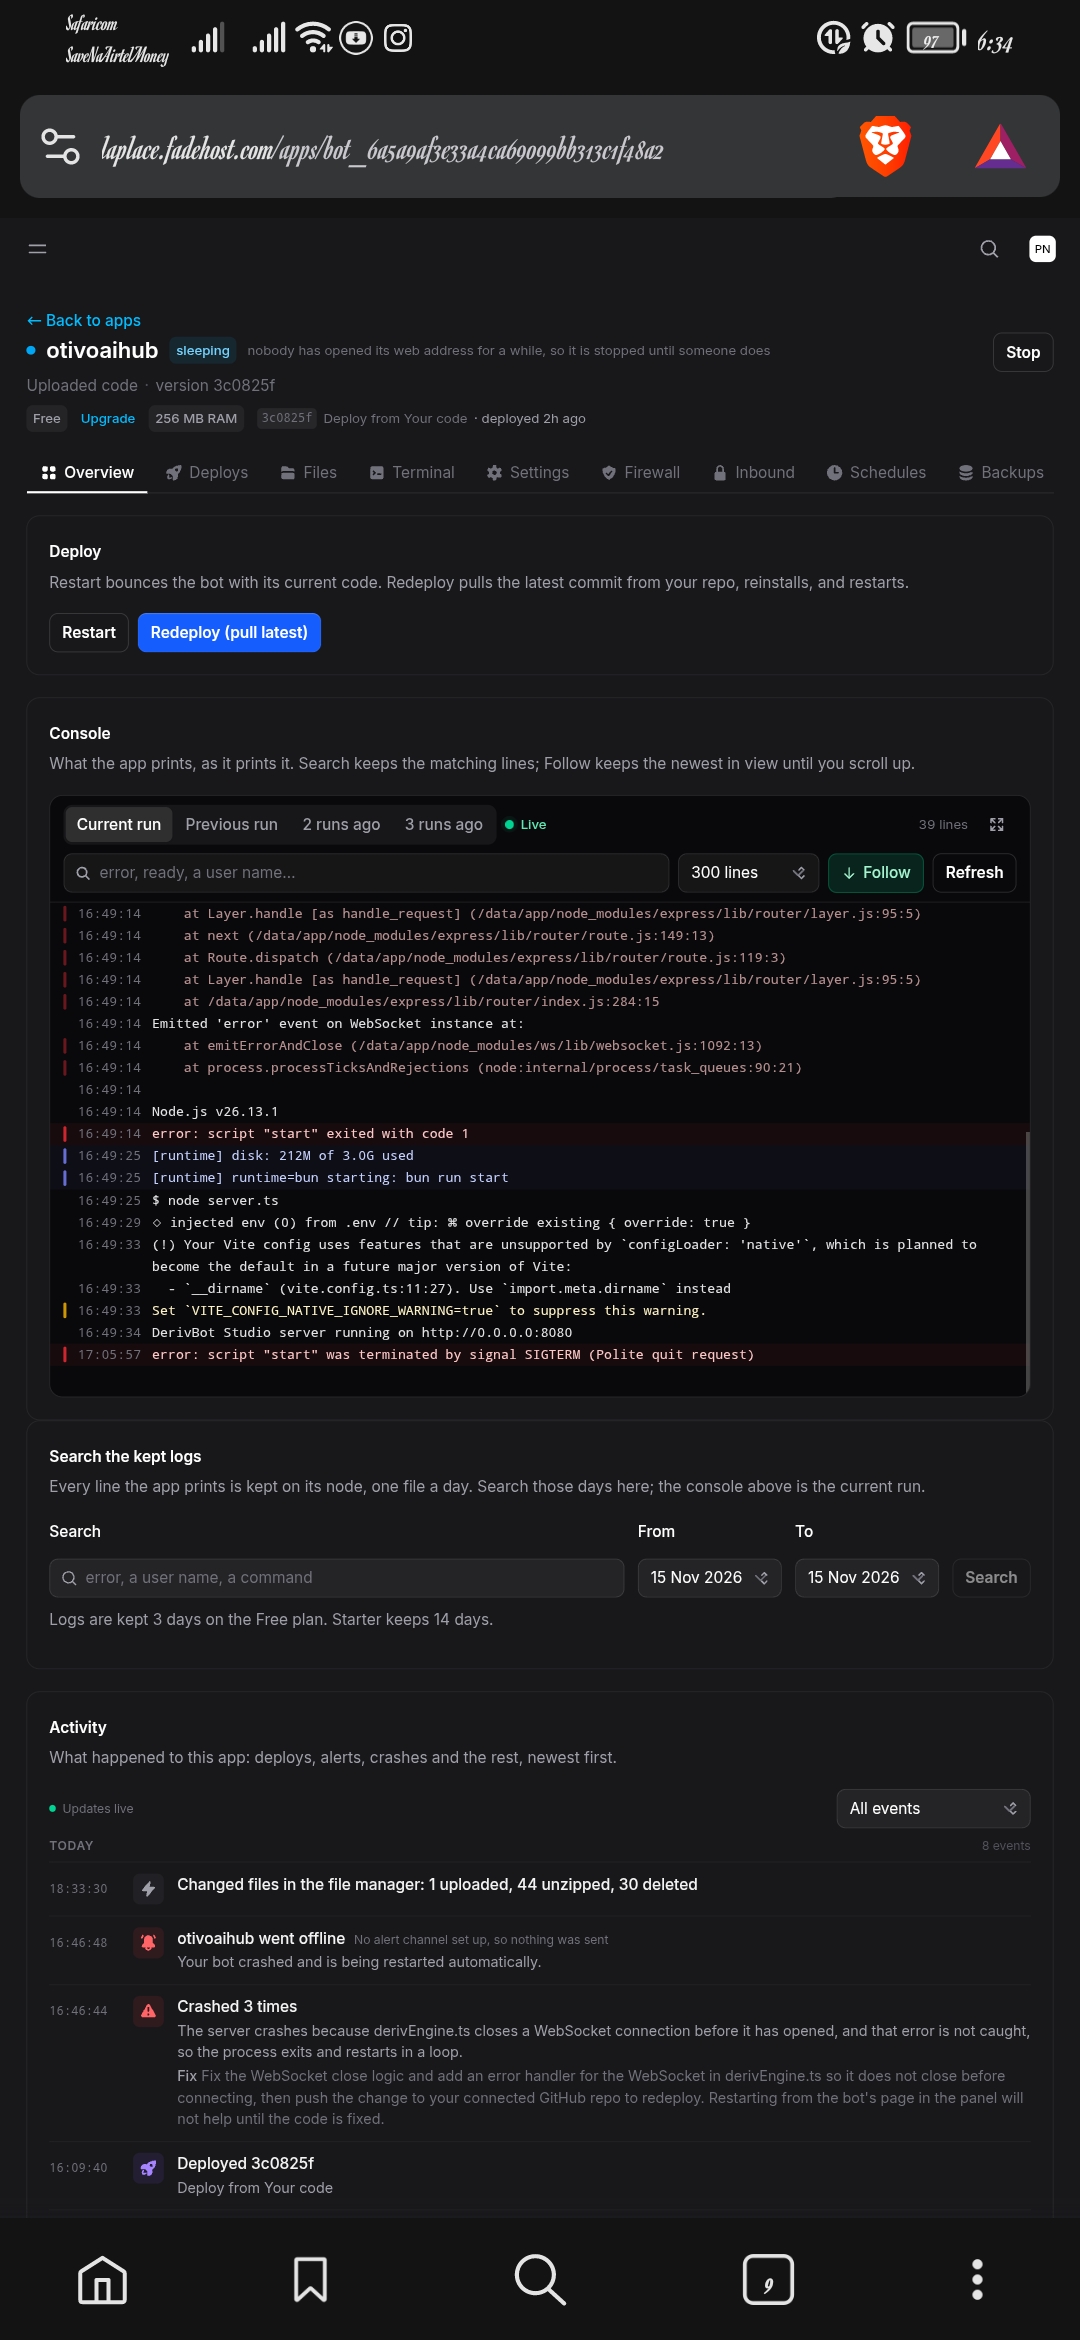 Safaricom
SaveNaAirtelMoney
97
6:34
laplace.fadehost.com/apps/bot_6a5a9af3e33a4ca69099bb313c1f48a2
PN
← Back to apps
otivoaihub sleeping nobody has opened its web address for a while, so it is stopped until someone does
Stop
Uploaded code · version 3c0825f
Free Upgrade 256 MB RAM 3c0825f Deploy from Your code · deployed 2h ago
Overview Deploys Files Terminal Settings Firewall Inbound Schedules Backups
Deploy
Restart bounces the bot with its current code. Redeploy pulls the latest commit from your repo, reinstalls, and restarts.
Restart Redeploy (pull latest)
Console
What the app prints, as it prints it. Search keeps the matching lines; Follow keeps the newest in view until you scroll up.
Current run Previous run 2 runs ago 3 runs ago Live 39 lines
error, ready, a user name... 300 lines ↓ Follow Refresh
16:49:14 at Layer.handle [as handle_request] (/data/app/node_modules/express/lib/router/layer.js:95:5)
16:49:14 at next (/data/app/node_modules/express/lib/router/route.js:149:13)
16:49:14 at Route.dispatch (/data/app/node_modules/express/lib/router/route.js:119:3)
16:49:14 at Layer.handle [as handle_request] (/data/app/node_modules/express/lib/router/layer.js:95:5)
16:49:14 at /data/app/node_modules/express/lib/router/index.js:284:15
16:49:14 Emitted 'error' event on WebSocket instance at:
16:49:14 at emitErrorAndClose (/data/app/node_modules/ws/lib/websocket.js:1092:13)
16:49:14 at process.processTicksAndRejections (node:internal/process/task_queues:90:21)
16:49:14
16:49:14 Node.js v26.13.1
16:49:14 error: script "start" exited with code 1
16:49:25 [runtime] disk: 212M of 3.0G used
16:49:25 [runtime] runtime=bun starting: bun run start
16:49:25 $ node server.ts
16:49:29 ◇ injected env (0) from .env // tip: ⌘ override existing { override: true }
16:49:33 (!) Your Vite config uses features that are unsupported by `configLoader: 'native'`, which is planned to
become the default in a future major version of Vite:
16:49:33 - `__dirname` (vite.config.ts:11:27). Use `import.meta.dirname` instead
16:49:33 Set `VITE_CONFIG_NATIVE_IGNORE_WARNING=true` to suppress this warning.
16:49:34 DerivBot Studio server running on http://0.0.0.0:8080
17:05:57 error: script "start" was terminated by signal SIGTERM (Polite quit request)
Search the kept logs
Every line the app prints is kept on its node, one file a day. Search those days here; the console above is the current run.
Search From To
error, a user name, a command 15 Nov 2026 15 Nov 2026 Search
Logs are kept 3 days on the Free plan. Starter keeps 14 days.
Activity
What happened to this app: deploys, alerts, crashes and the rest, newest first.
Updates live All events
TODAY 8 events
18:33:30 Changed files in the file manager: 1 uploaded, 44 unzipped, 30 deleted
16:46:48 otivoaihub went offline No alert channel set up, so nothing was sent
Your bot crashed and is being restarted automatically.
16:46:44 Crashed 3 times
The server crashes because derivEngine.ts closes a WebSocket connection before it has opened, and that error is not caught,
so the process exits and restarts in a loop.
Fix Fix the WebSocket close logic and add an error handler for the WebSocket in derivEngine.ts so it does not close before
connecting, then push the change to your connected GitHub repo to redeploy. Restarting from the bot's page in the panel will
not help until the code is fixed.
16:09:40 Deployed 3c0825f
Deploy from Your code
9